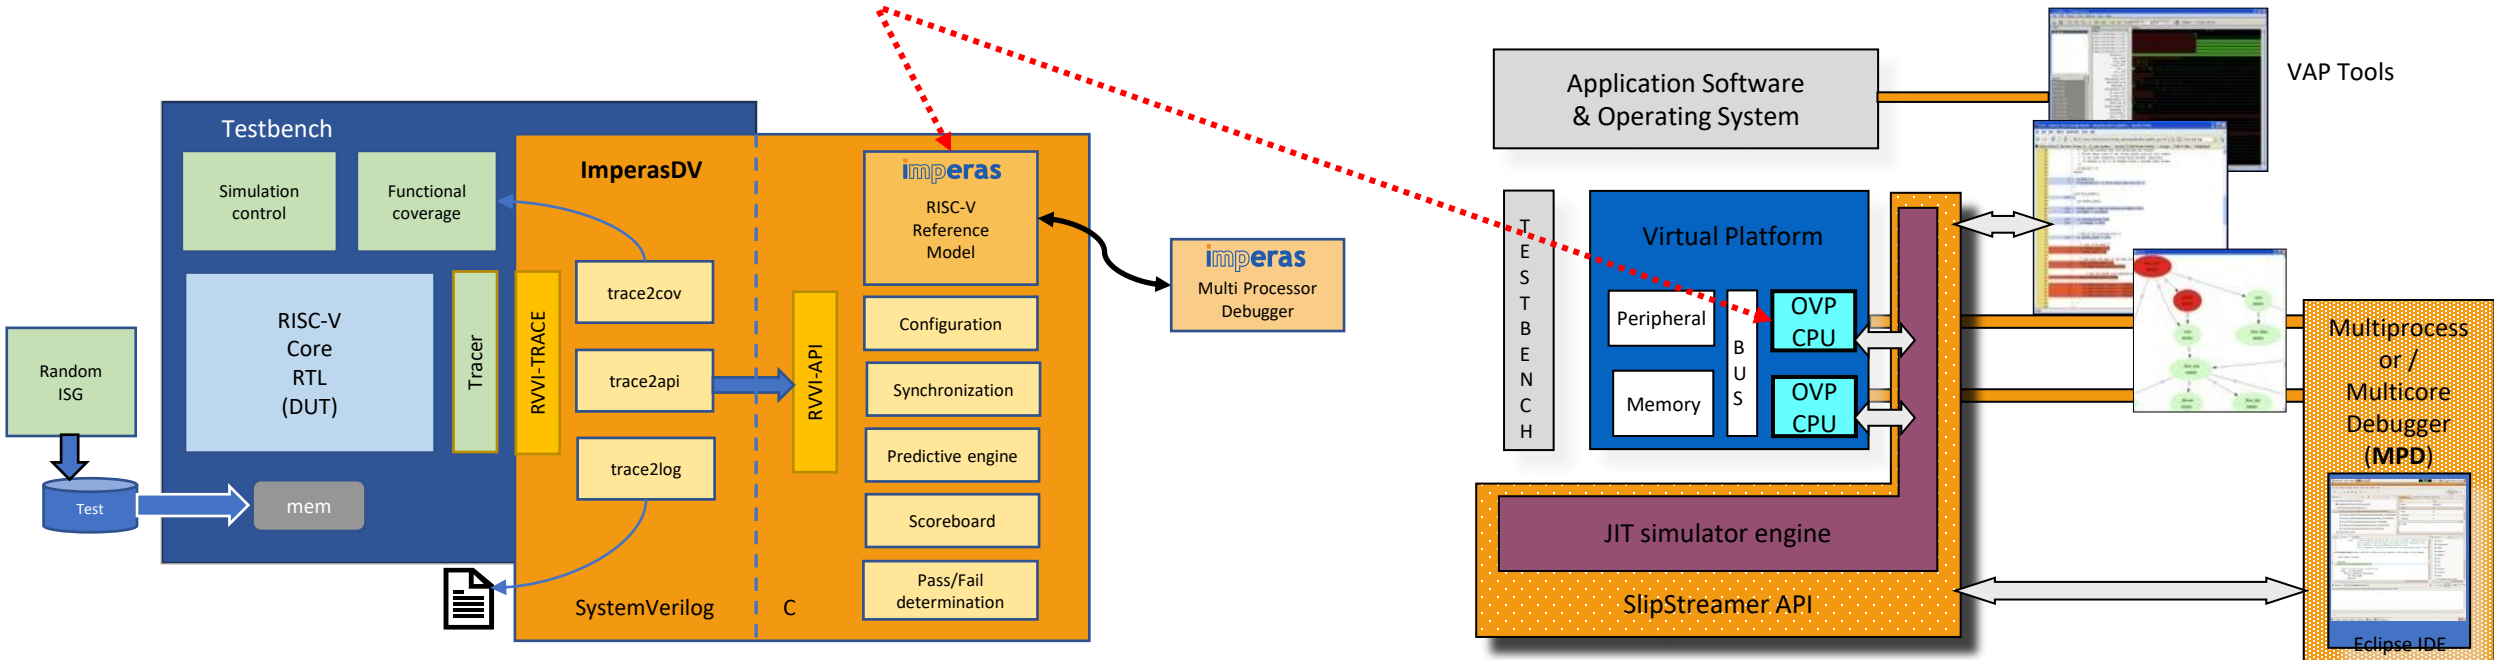 Testbench
Simulation
control
Functional
coverage
RISC-V
Core
RTL
(DUT)
Tracer
RVVI-TRACE
Random
ISG
Test
mem
ImperasDV
trace2cov
trace2api
trace2log
SystemVerilog
C
RVVI-API
imperas
RISC-V
Reference
Model
Configuration
Synchronization
Predictive engine
Scoreboard
Pass/Fail
determination
imperas
Multi Processor
Debugger
Application Software
& Operating System
VAP Tools
TESTBENCH
Virtual Platform
Peripheral
Memory
BUS
OVP
CPU
OVP
CPU
JIT simulator engine
SlipStreamer API
Multiprocess
or /
Multicore
Debugger
(MPD)
Eclipse IDE